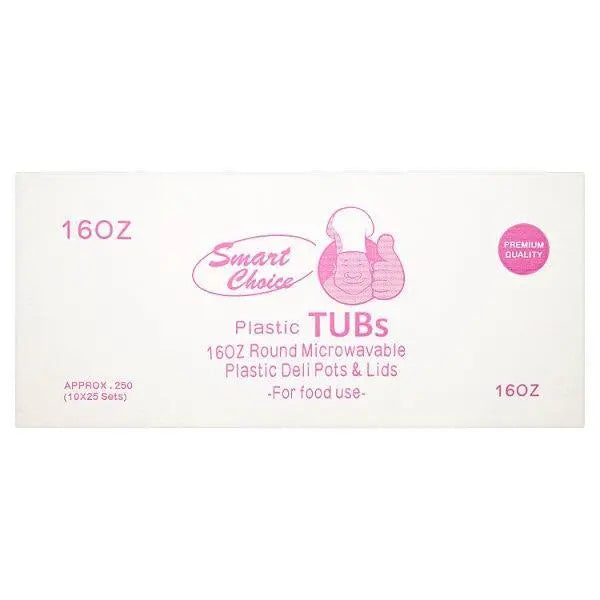 16OZ
Smart
Choice
PREMIUM
QUALITY
Plastic TUBs
16OZ Round Microwavable
Plastic Deli Pots & Lids
-For food use-
APPROX . 250
(10X25 Sets)
16OZ